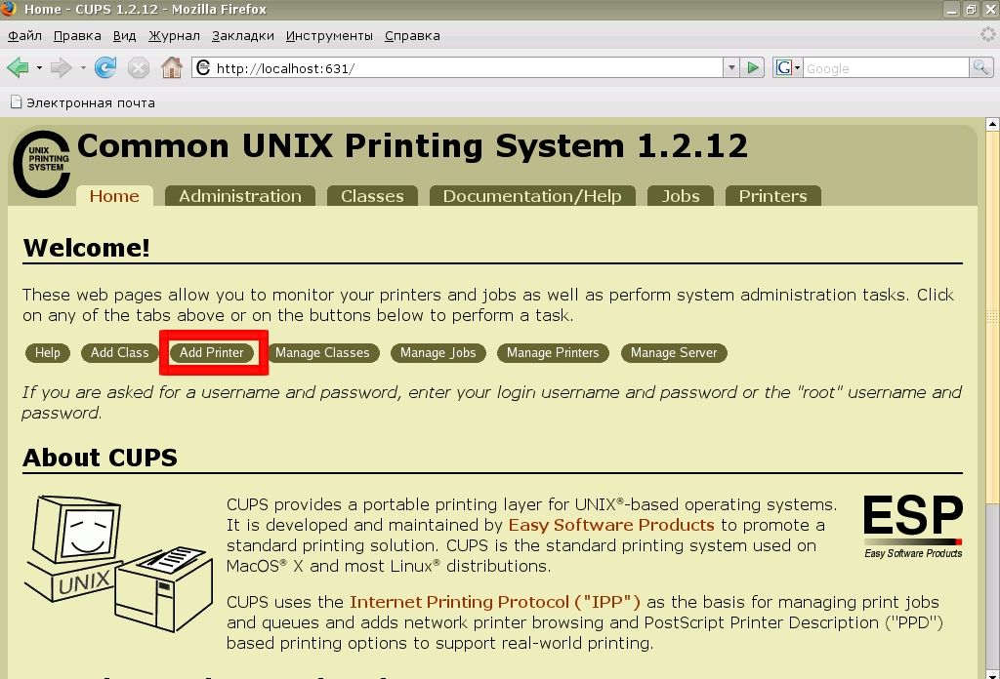 Home - CUPS 1.2.12 - Mozilla Firefox
Файл Правка Вид Журнал Закладки Инструменты Справка
http://localhost:631/
G Google
Электронная почта
UNIX
PRINTING
SYSTEM
Common UNIX Printing System 1.2.12
Home Administration Classes Documentation/Help Jobs Printers
Welcome!
These web pages allow you to monitor your printers and jobs as well as perform system administration tasks. Click
on any of the tabs above or on the buttons below to perform a task.
Help Add Class Add Printer Manage Classes Manage Jobs Manage Printers Manage Server
If you are asked for a username and password, enter your login username and password or the "root" username and
password.
About CUPS
UNIX
CUPS provides a portable printing layer for UNIX®-based operating systems.
It is developed and maintained by Easy Software Products to promote a
standard printing solution. CUPS is the standard printing system used on
MacOS® X and most Linux® distributions.
ESP
Easy Software Products
CUPS uses the Internet Printing Protocol ("IPP") as the basis for managing print jobs
and queues and adds network printer browsing and PostScript Printer Description ("PPD")
based printing options to support real-world printing.